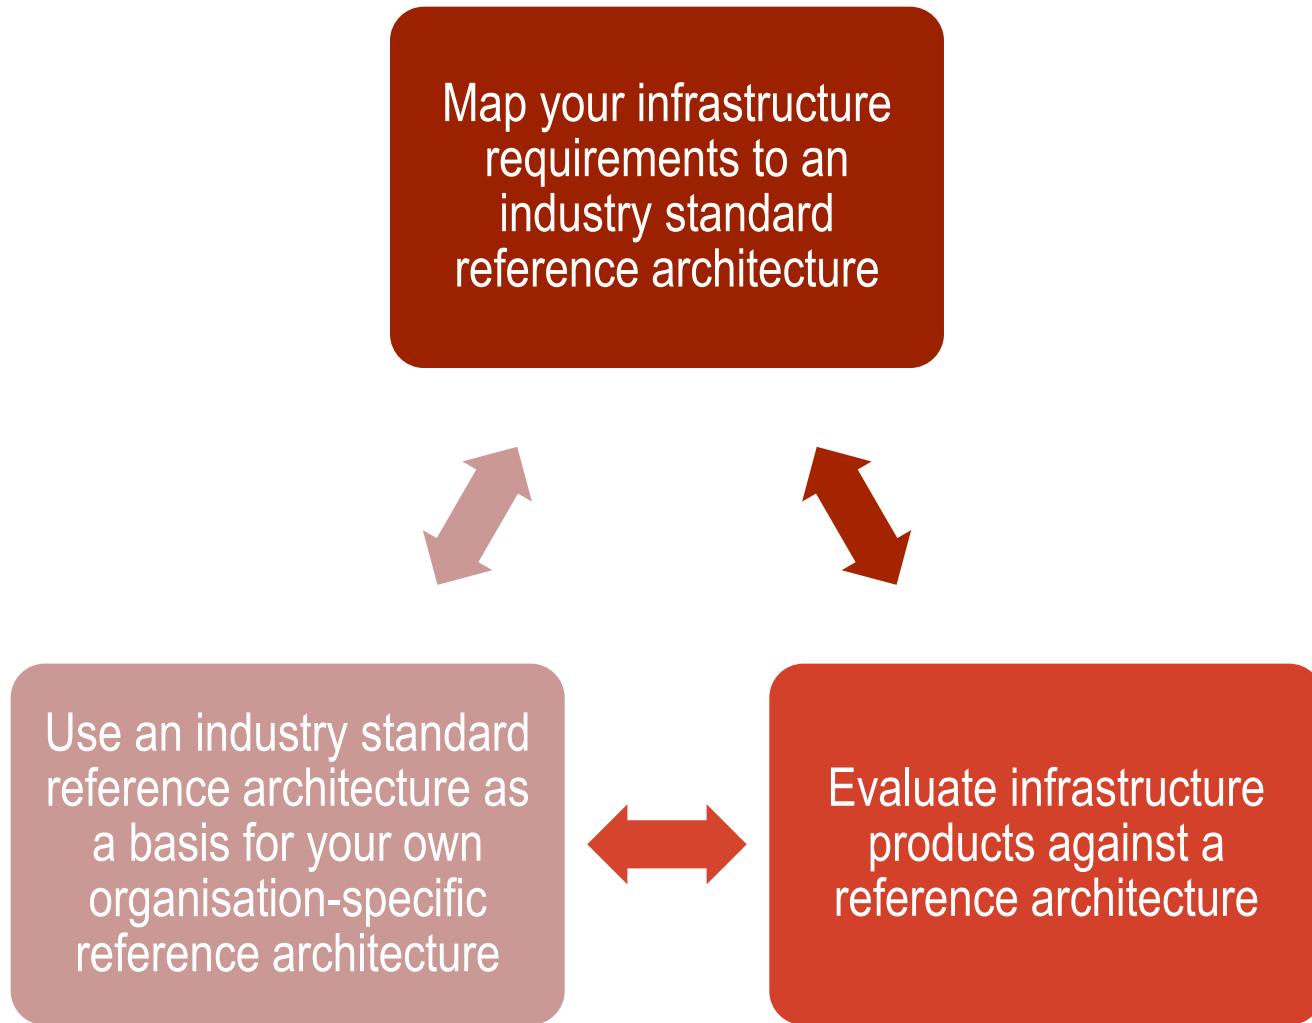 Map your infrastructure
requirements to an
industry standard
reference architecture
Use an industry standard
reference architecture as
a basis for your own
organisation-specific
reference architecture
Evaluate infrastructure
products against a
reference architecture